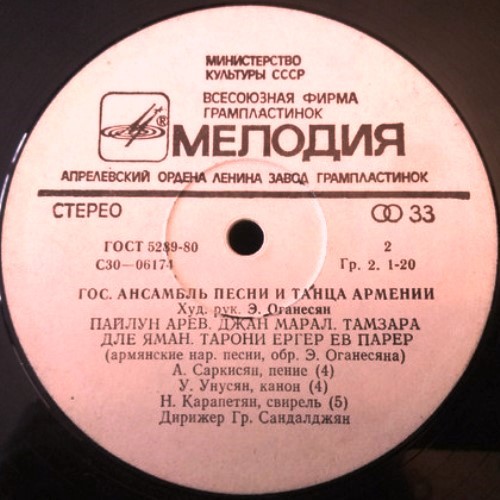 МИНИСТЕРСТВО
КУЛЬТУРЫ СССР
ВСЕСОЮЗНАЯ ФИРМА
ГРАМПЛАСТИНОК
® МЕЛОДИЯ
АПРЕЛЕВСКИЙ ОРДЕНА ЛЕНИНА ЗАВОД ГРАМПЛАСТИНОК
СТЕРЕО 33
ГОСТ 5289-80 2
С30—06174 Гр. 2. 1-20
ГОС. АНСАМБЛЬ ПЕСНИ И ТАНЦА АРМЕНИИ
Худ. рук. Э. Оганесян
ПАЙЛУН АРЕВ. ДЖАН МАРАЛ. ТАМЗАРА
ДЛЕ ЯМАН. ТАРОНИ ЕРГЕР ЕВ ПАРЕР
(армянские нар. песни, обр. Э. Оганесяна)
А. Саркисян, пение (4)
У. Унусян, канон (4)
Н. Карапетян, свирель (5)
Дирижер Гр. Сандалджян